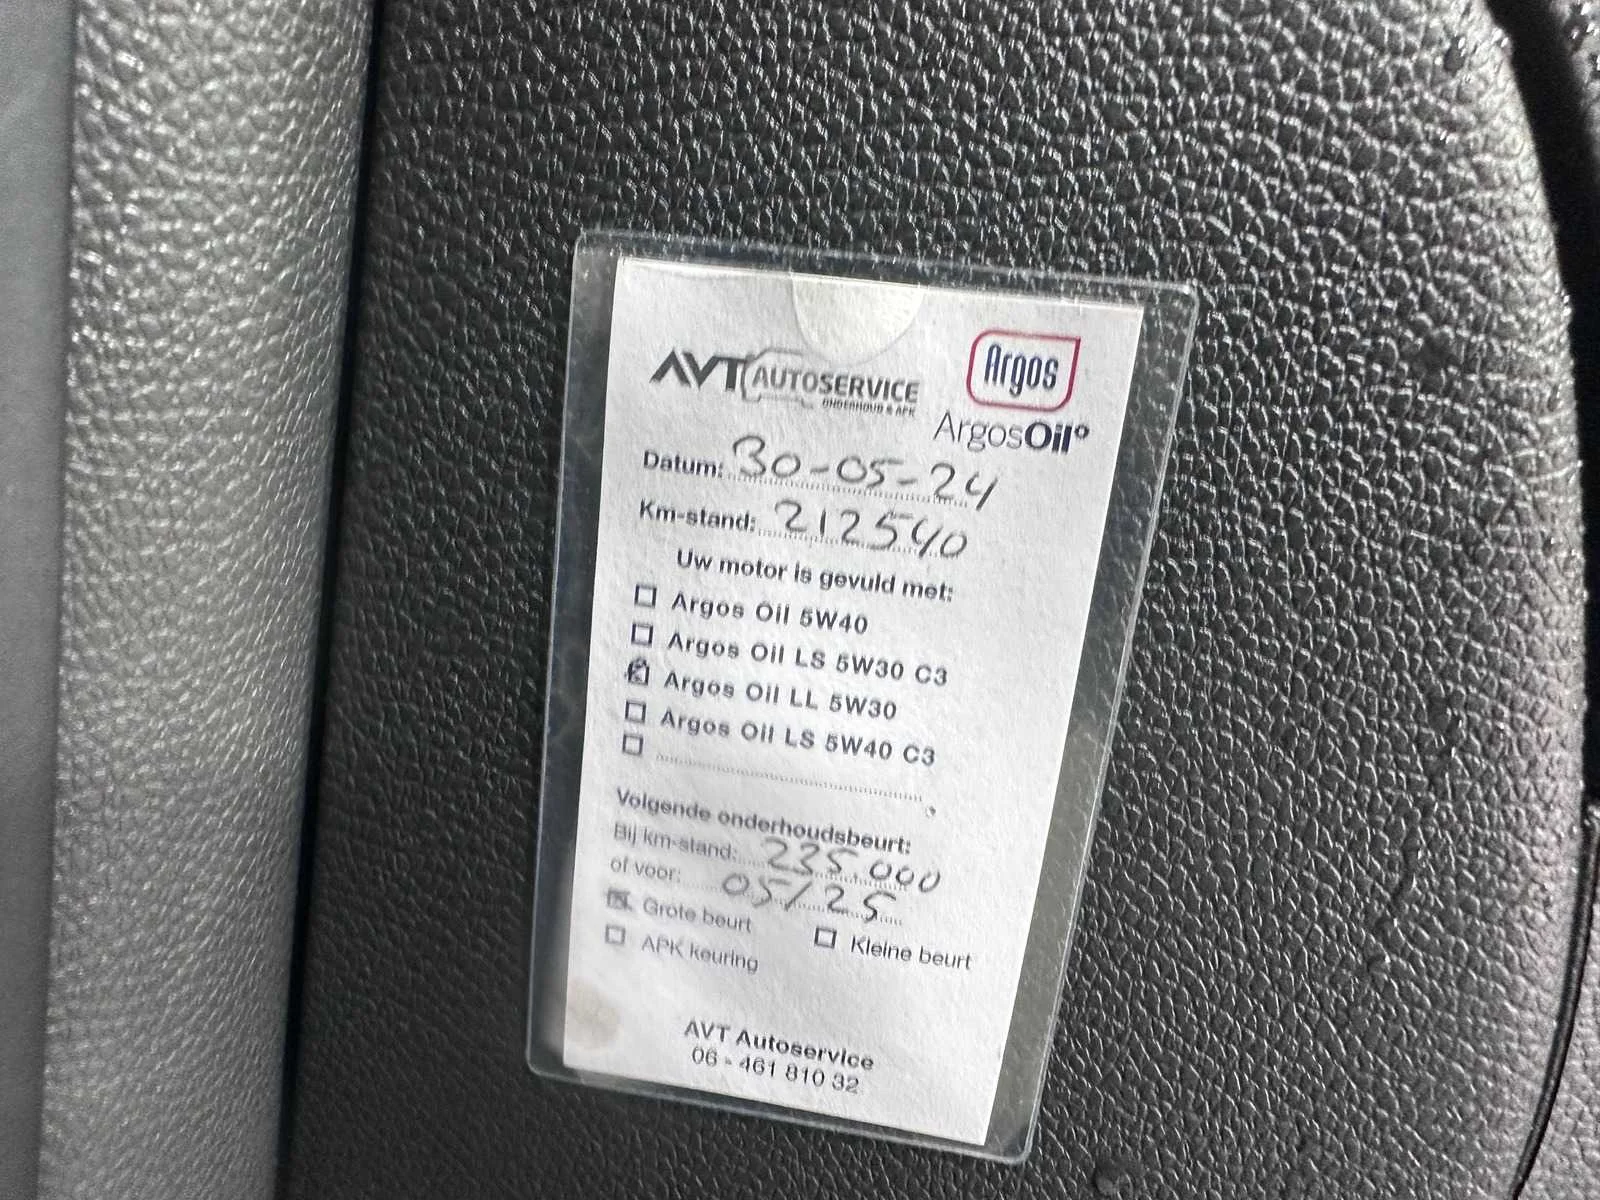 AVT AUTOSERVICE
ONDERHOUD & APK
Argos
ArgosOil
Datum: 30-05-24
Km-stand: 212540
Uw motor is gevuld met:
Argos Oil 5W40
Argos Oil LS 5W30 C3
Argos Oil LL 5W30
Argos Oil LS 5W40 C3
Volgende onderhoudsbeurt:
Bij km-stand: 235.000
of voor: 05/25
Grote beurt Kleine beurt
APK keuring
AVT Autoservice
06 - 461 810 32